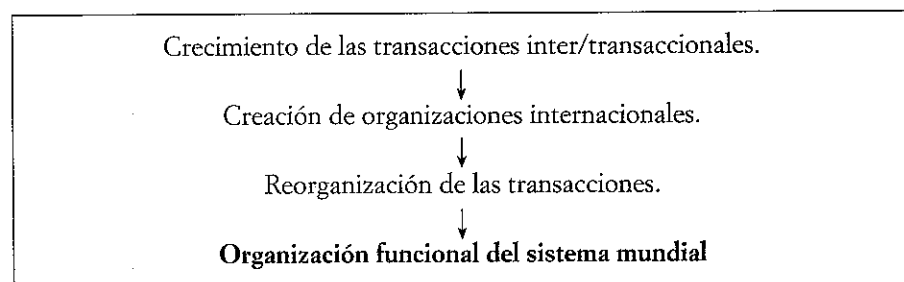 Crecimiento de las transacciones inter/transaccionales.
Creación de organizaciones internacionales.
Reorganización de las transacciones.
Organización funcional del sistema mundial